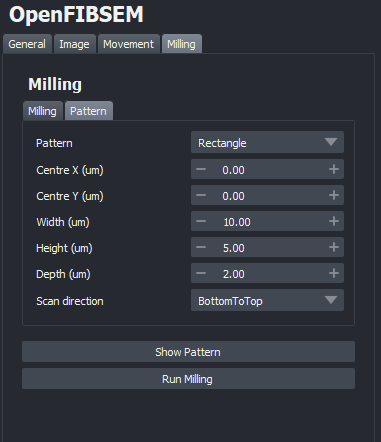 OpenFIBSEM
General Image Movement Milling
Milling
Milling Pattern
Pattern Rectangle
Centre X (um) − 0.00 +
Centre Y (um) − 0.00 +
Width (um) − 10.00 +
Height (um) − 5.00 +
Depth (um) − 2.00 +
Scan direction BottomToTop
Show Pattern
Run Milling